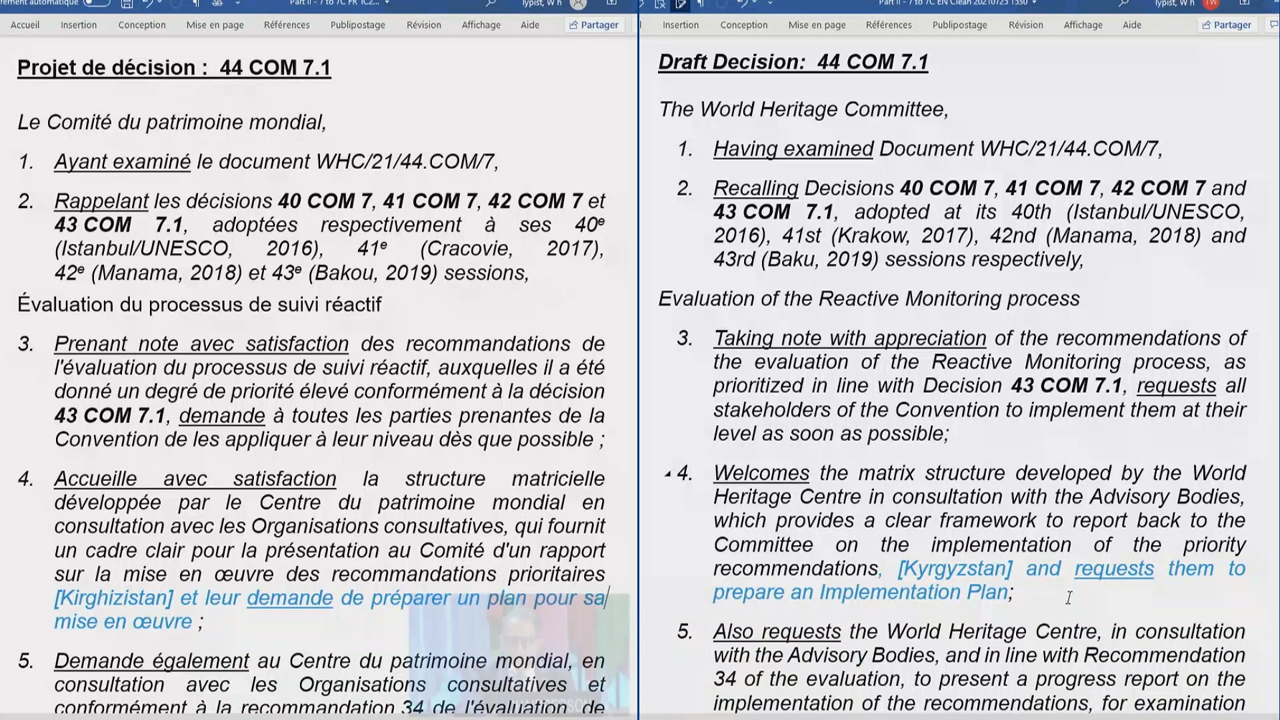 Accueil Insertion Conception Mise en page Références Publipostage Révision Affichage Aide Partager
Projet de décision : 44 COM 7.1
Le Comité du patrimoine mondial,
1. Ayant examiné le document WHC/21/44.COM/7,
2. Rappelant les décisions 40 COM 7, 41 COM 7, 42 COM 7 et
43 COM 7.1, adoptées respectivement à ses 40e
(Istanbul/UNESCO, 2016), 41e (Cracovie, 2017),
42e (Manama, 2018) et 43e (Bakou, 2019) sessions,
Évaluation du processus de suivi réactif
3. Prenant note avec satisfaction des recommandations de
l'évaluation du processus de suivi réactif, auxquelles il a été
donné un degré de priorité élevé conformément à la décision
43 COM 7.1, demande à toutes les parties prenantes de la
Convention de les appliquer à leur niveau dès que possible ;
4. Accueille avec satisfaction la structure matricielle
développée par le Centre du patrimoine mondial en
consultation avec les Organisations consultatives, qui fournit
un cadre clair pour la présentation au Comité d'un rapport
sur la mise en œuvre des recommandations prioritaires
[Kirghizistan] et leur demande de préparer un plan pour sa
mise en œuvre ;
5. Demande également au Centre du patrimoine mondial, en
consultation avec les Organisations consultatives et
conformément à la recommandation 34 de l'évaluation, de
Insertion Conception Mise en page Références Publipostage Révision Affichage Aide Partager
Draft Decision: 44 COM 7.1
The World Heritage Committee,
1. Having examined Document WHC/21/44.COM/7,
2. Recalling Decisions 40 COM 7, 41 COM 7, 42 COM 7 and
43 COM 7.1, adopted at its 40th (Istanbul/UNESCO,
2016), 41st (Krakow, 2017), 42nd (Manama, 2018) and
43rd (Baku, 2019) sessions respectively,
Evaluation of the Reactive Monitoring process
3. Taking note with appreciation of the recommendations of
the evaluation of the Reactive Monitoring process, as
prioritized in line with Decision 43 COM 7.1, requests all
stakeholders of the Convention to implement them at their
level as soon as possible;
4. Welcomes the matrix structure developed by the World
Heritage Centre in consultation with the Advisory Bodies,
which provides a clear framework to report back to the
Committee on the implementation of the priority
recommendations, [Kyrgyzstan] and requests them to
prepare an Implementation Plan;
5. Also requests the World Heritage Centre, in consultation
with the Advisory Bodies, and in line with Recommendation
34 of the evaluation, to present a progress report on the
implementation of the recommendations, for examination